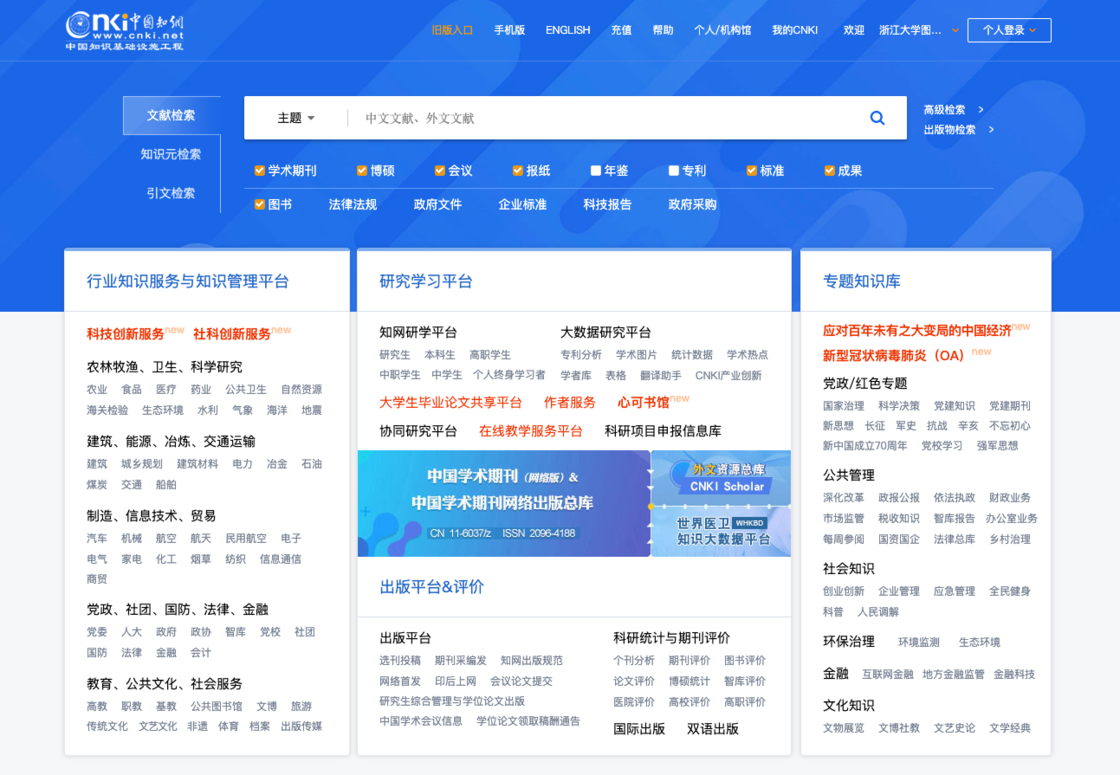 cnki中国知网
www.cnki.net
中国知识基础设施工程
旧版入口 手机版 ENGLISH 充值 帮助 个人/机构馆 我的CNKI 欢迎 浙江大学图... 个人登录
文献检索
知识元检索
引文检索
主题 中文文献、外文文献
高级检索 >
出版物检索 >
学术期刊 博硕 会议 报纸 年鉴 专利 标准 成果
图书 法律法规 政府文件 企业标准 科技报告 政府采购
行业知识服务与知识管理平台
科技创新服务new 社科创新服务new
农林牧渔、卫生、科学研究
农业 食品 医疗 药业 公共卫生 自然资源
海关检验 生态环境 水利 气象 海洋 地震
建筑、能源、冶炼、交通运输
建筑 城乡规划 建筑材料 电力 冶金 石油
煤炭 交通 船舶
制造、信息技术、贸易
汽车 机械 航空 航天 民用航空 电子
电气 家电 化工 烟草 纺织 信息通信
商贸
党政、社团、国防、法律、金融
党委 人大 政府 政协 智库 党校 社团
国防 法律 金融 会计
教育、公共文化、社会服务
高教 职教 基教 公共图书馆 文博 旅游
传统文化 文艺文化 非遗 体育 档案 出版传媒
研究学习平台
知网研学平台
研究生 本科生 高职学生
中职学生 中学生 个人终身学习者
大数据研究平台
专利分析 学术图片 统计数据 学术热点
学者库 表格 翻译助手 CNKI产业创新
大学生毕业论文共享平台 作者服务 心可书馆new
协同研究平台 在线教学服务平台 科研项目申报信息库
中国学术期刊（网络版）&
中国学术期刊网络出版总库
CN 11-6037/z ISSN 2096-4188
外文资源总库
CNKI Scholar
世界医卫 WHKBD
知识大数据平台
出版平台&评价
出版平台
选刊投稿 期刊采编发 知网出版规范
网络首发 印后上网 会议论文提交
研究生综合管理与学位论文出版
中国学术会议信息 学位论文领取稿酬通告
科研统计与期刊评价
个刊分析 期刊评价 图书评价
论文评价 博硕统计 智库评价
医院评价 高校评价 高职评价
国际出版 双语出版
专题知识库
应对百年未有之大变局的中国经济new
新型冠状病毒肺炎（OA） new
党政/红色专题
国家治理 科学决策 党建知识 党建期刊
新思想 长征 军史 抗战 辛亥 不忘初心
新中国成立70周年 党校学习 强军思想
公共管理
深化改革 政报公报 依法执政 财政业务
市场监管 税收知识 智库报告 办公室业务
每周参阅 国资国企 法律总库 乡村治理
社会知识
创业创新 企业管理 应急管理 全民健身
科普 人民调解
环保治理 环境监测 生态环境
金融 互联网金融 地方金融监管 金融科技
文化知识
文物展览 文博社教 文艺史论 文学经典